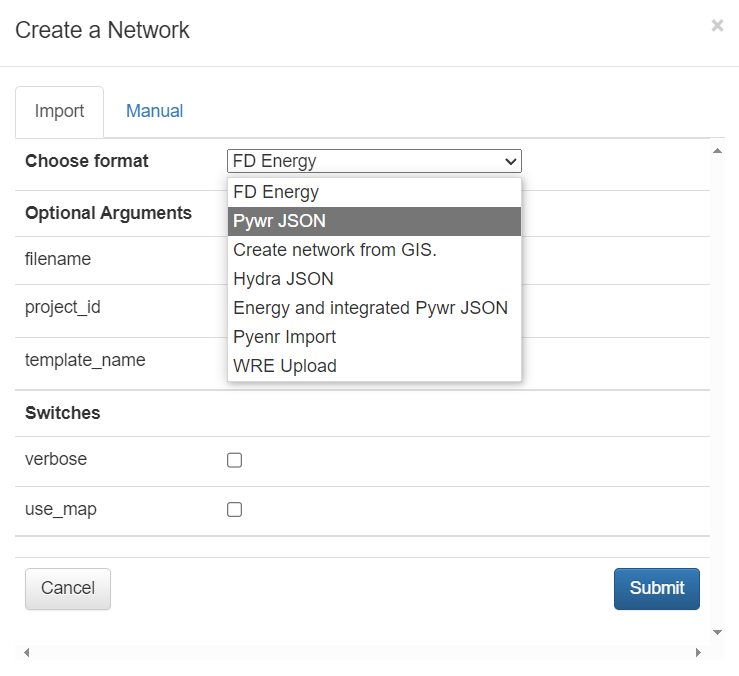 Create a Network
×
Import
Manual
Choose format
FD Energy
FD Energy
Optional Arguments
Pywr JSON
Create network from GIS.
filename
Hydra JSON
project_id
Energy and integrated Pywr JSON
Pyenr Import
template_name
WRE Upload
Switches
verbose
use_map
Cancel
Submit